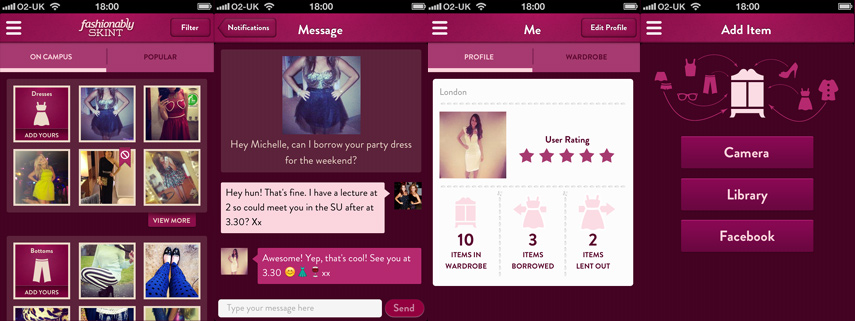 O2-UK 18:00
fashionably
SKINT
Filter
ON CAMPUS
POPULAR
Dresses
ADD YOURS
VIEW MORE
Bottoms
ADD YOURS
O2-UK 18:00
Notifications
Message
Hey Michelle, can I borrow your party dress
for the weekend?
Hey hun! That's fine. I have a lecture at
2 so could meet you in the SU after at
3.30? Xx
Awesome! Yep, that's cool! See you at
3.30 😊 👗 🍷 xx
Type your message here
Send
O2-UK 18:00
Me
Edit Profile
PROFILE
WARDROBE
London
User Rating
10
ITEMS IN
WARDROBE
3
ITEMS
BORROWED
2
ITEMS
LENT OUT
O2-UK 18:00
Add Item
Camera
Library
Facebook